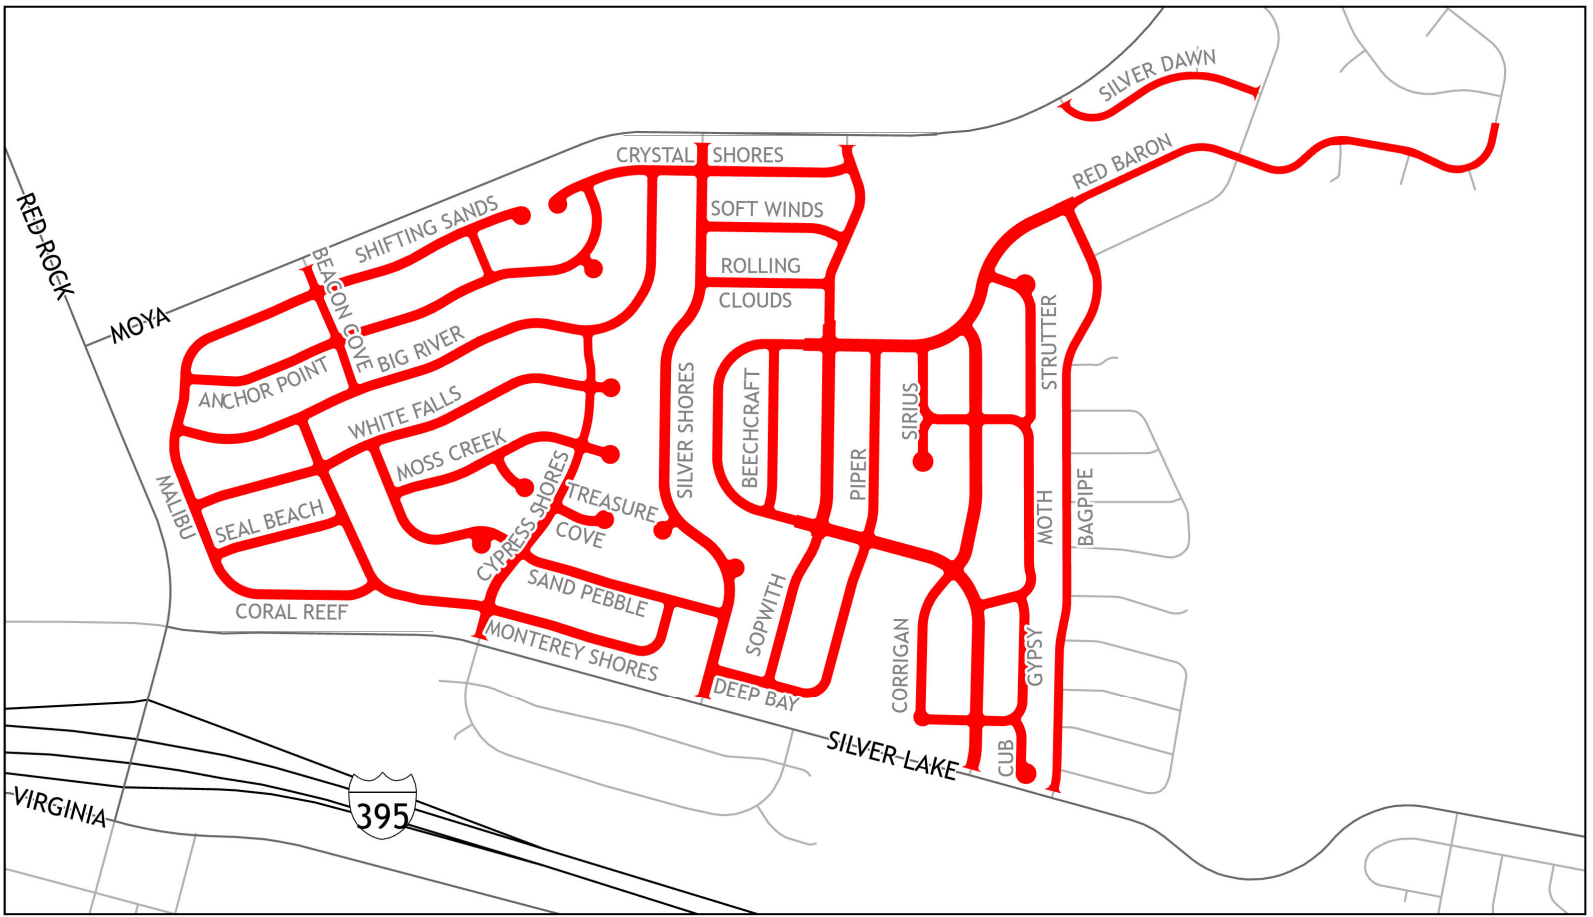 SILVER DAWN
RED BARON
CRYSTAL SHORES
SOFT WINDS
ROLLING
CLOUDS
SHIFTING SANDS
BEACON COVE
RED ROCK
MOYA
BIG RIVER
ANCHOR POINT
WHITE FALLS
MOSS CREEK
SEAL BEACH
MALIBU
CORAL REEF
CYPRESS SHORES
TREASURE
COVE
SILVER SHORES
BEECHCRAFT
PIPER
SIRIUS
STRUTTER
MOTH
BAGPIPE
SAND PEBBLE
MONTEREY SHORES
SOPWITH
DEEP BAY
CORRIGAN
GYPSY
CUB
SILVER LAKE
395
VIRGINIA